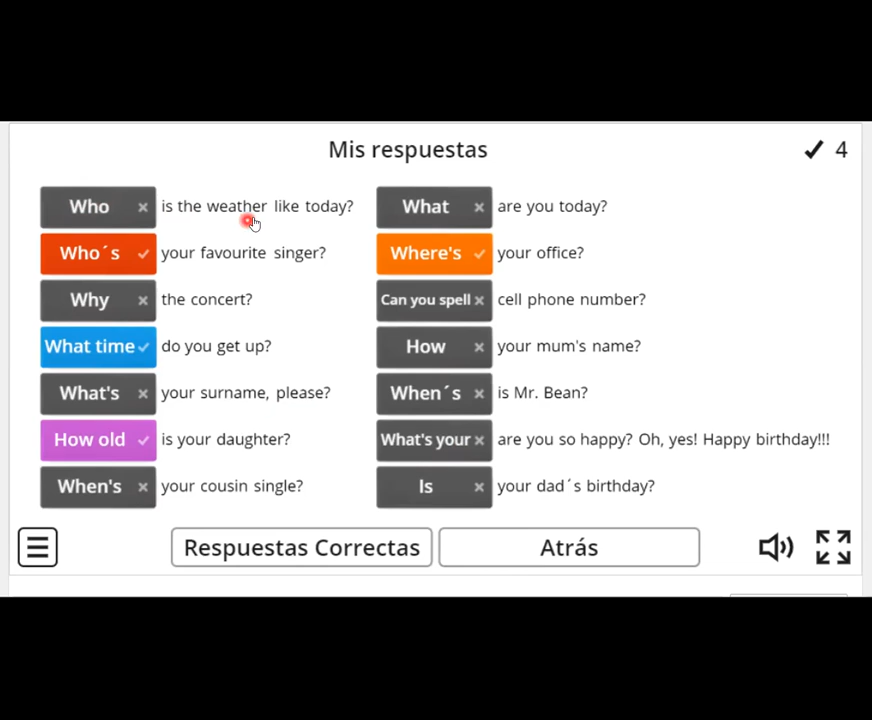 Mis respuestas
✓ 4
Who × is the weather like today?
Who´s ✓ your favourite singer?
Why × the concert?
What time ✓ do you get up?
What's × your surname, please?
How old ✓ is your daughter?
When's × your cousin single?
What × are you today?
Where's ✓ your office?
Can you spell × cell phone number?
How × your mum's name?
When´s × is Mr. Bean?
What's your × are you so happy? Oh, yes! Happy birthday!!!
Is × your dad´s birthday?
Respuestas Correctas
Atrás